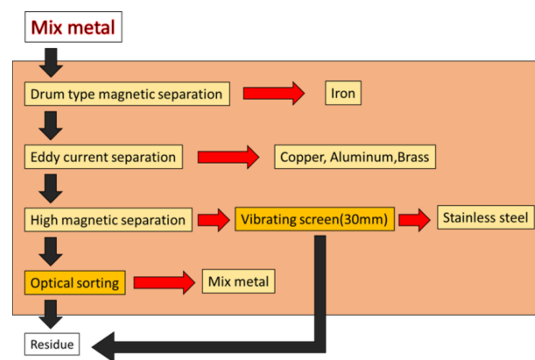 Mix metal
Drum type magnetic separation
Iron
Eddy current separation
Copper, Aluminum,Brass
High magnetic separation
Vibrating screen(30mm)
Stainless steel
Optical sorting
Mix metal
Residue